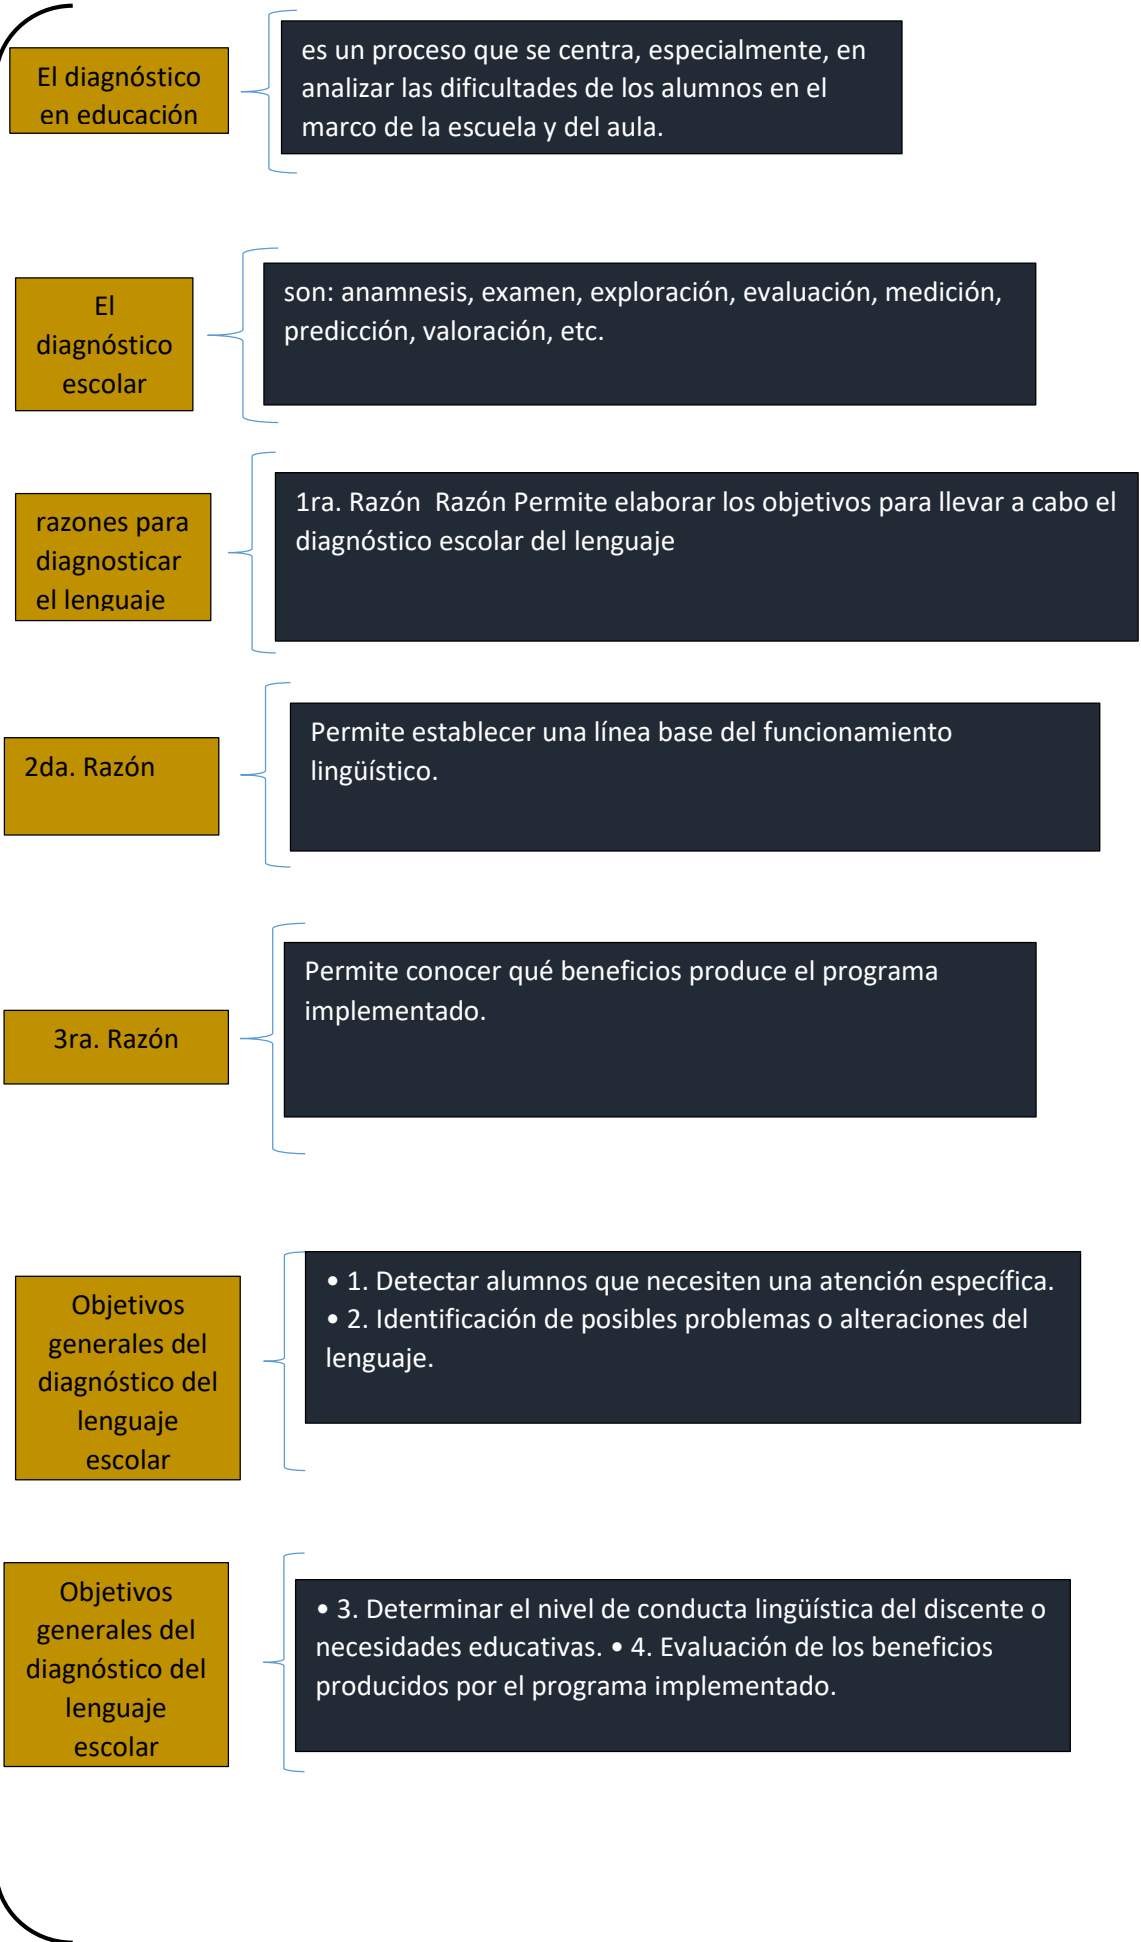 El diagnóstico
en educación
es un proceso que se centra, especialmente, en
analizar las dificultades de los alumnos en el
marco de la escuela y del aula.
El
diagnóstico
escolar
son: anamnesis, examen, exploración, evaluación, medición,
predicción, valoración, etc.
razones para
diagnosticar
el lenguaje
1ra. Razón  Razón Permite elaborar los objetivos para llevar a cabo el
diagnóstico escolar del lenguaje
2da. Razón
Permite establecer una línea base del funcionamiento
lingüístico.
3ra. Razón
Permite conocer qué beneficios produce el programa
implementado.
Objetivos
generales del
diagnóstico del
lenguaje
escolar
• 1. Detectar alumnos que necesiten una atención específica.
• 2. Identificación de posibles problemas o alteraciones del
lenguaje.
Objetivos
generales del
diagnóstico del
lenguaje
escolar
• 3. Determinar el nivel de conducta lingüística del discente o
necesidades educativas. • 4. Evaluación de los beneficios
producidos por el programa implementado.